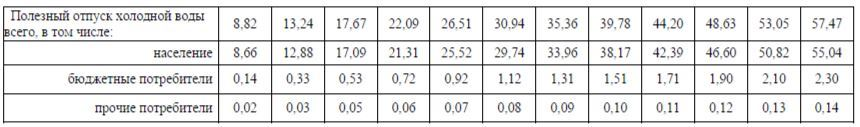 Полезный отпуск холодной воды всего, в том числе: 8,82 13,24 17,67 22,09 26,51 30,94 35,36 39,78 44,20 48,63 53,05 57,47
население 8,66 12,88 17,09 21,31 25,52 29,74 33,96 38,17 42,39 46,60 50,82 55,04
бюджетные потребители 0,14 0,33 0,53 0,72 0,92 1,12 1,31 1,51 1,71 1,90 2,10 2,30
прочие потребители 0,02 0,03 0,05 0,06 0,07 0,08 0,09 0,10 0,11 0,12 0,13 0,14